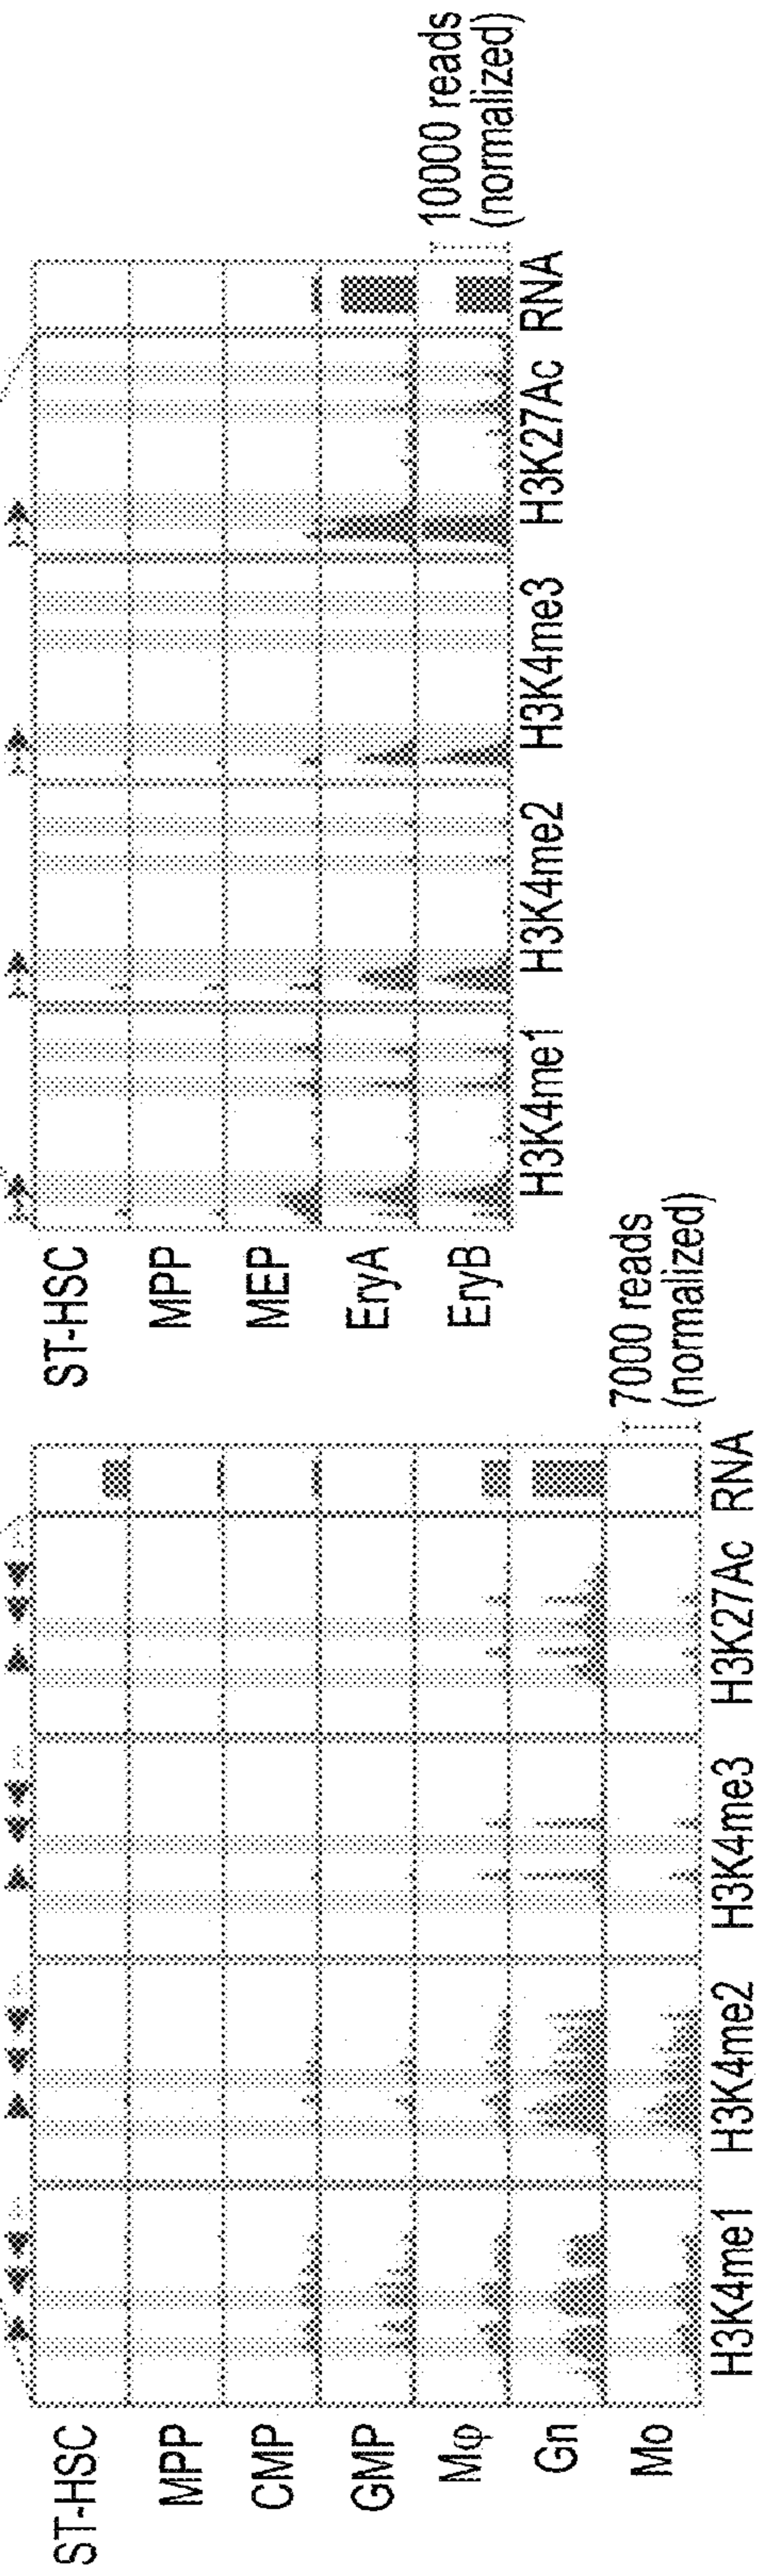 ST-HSC
MPP
CMP
GMP
Mφ
Gn
Mo
H3K4me1
H3K4me2
H3K4me3
H3K27Ac
RNA
7000 reads
(normalized)
ST-HSC
MPP
MEP
EryA
EryB
H3K4me1
H3K4me2
H3K4me3
H3K27Ac
RNA
10000 reads
(normalized)